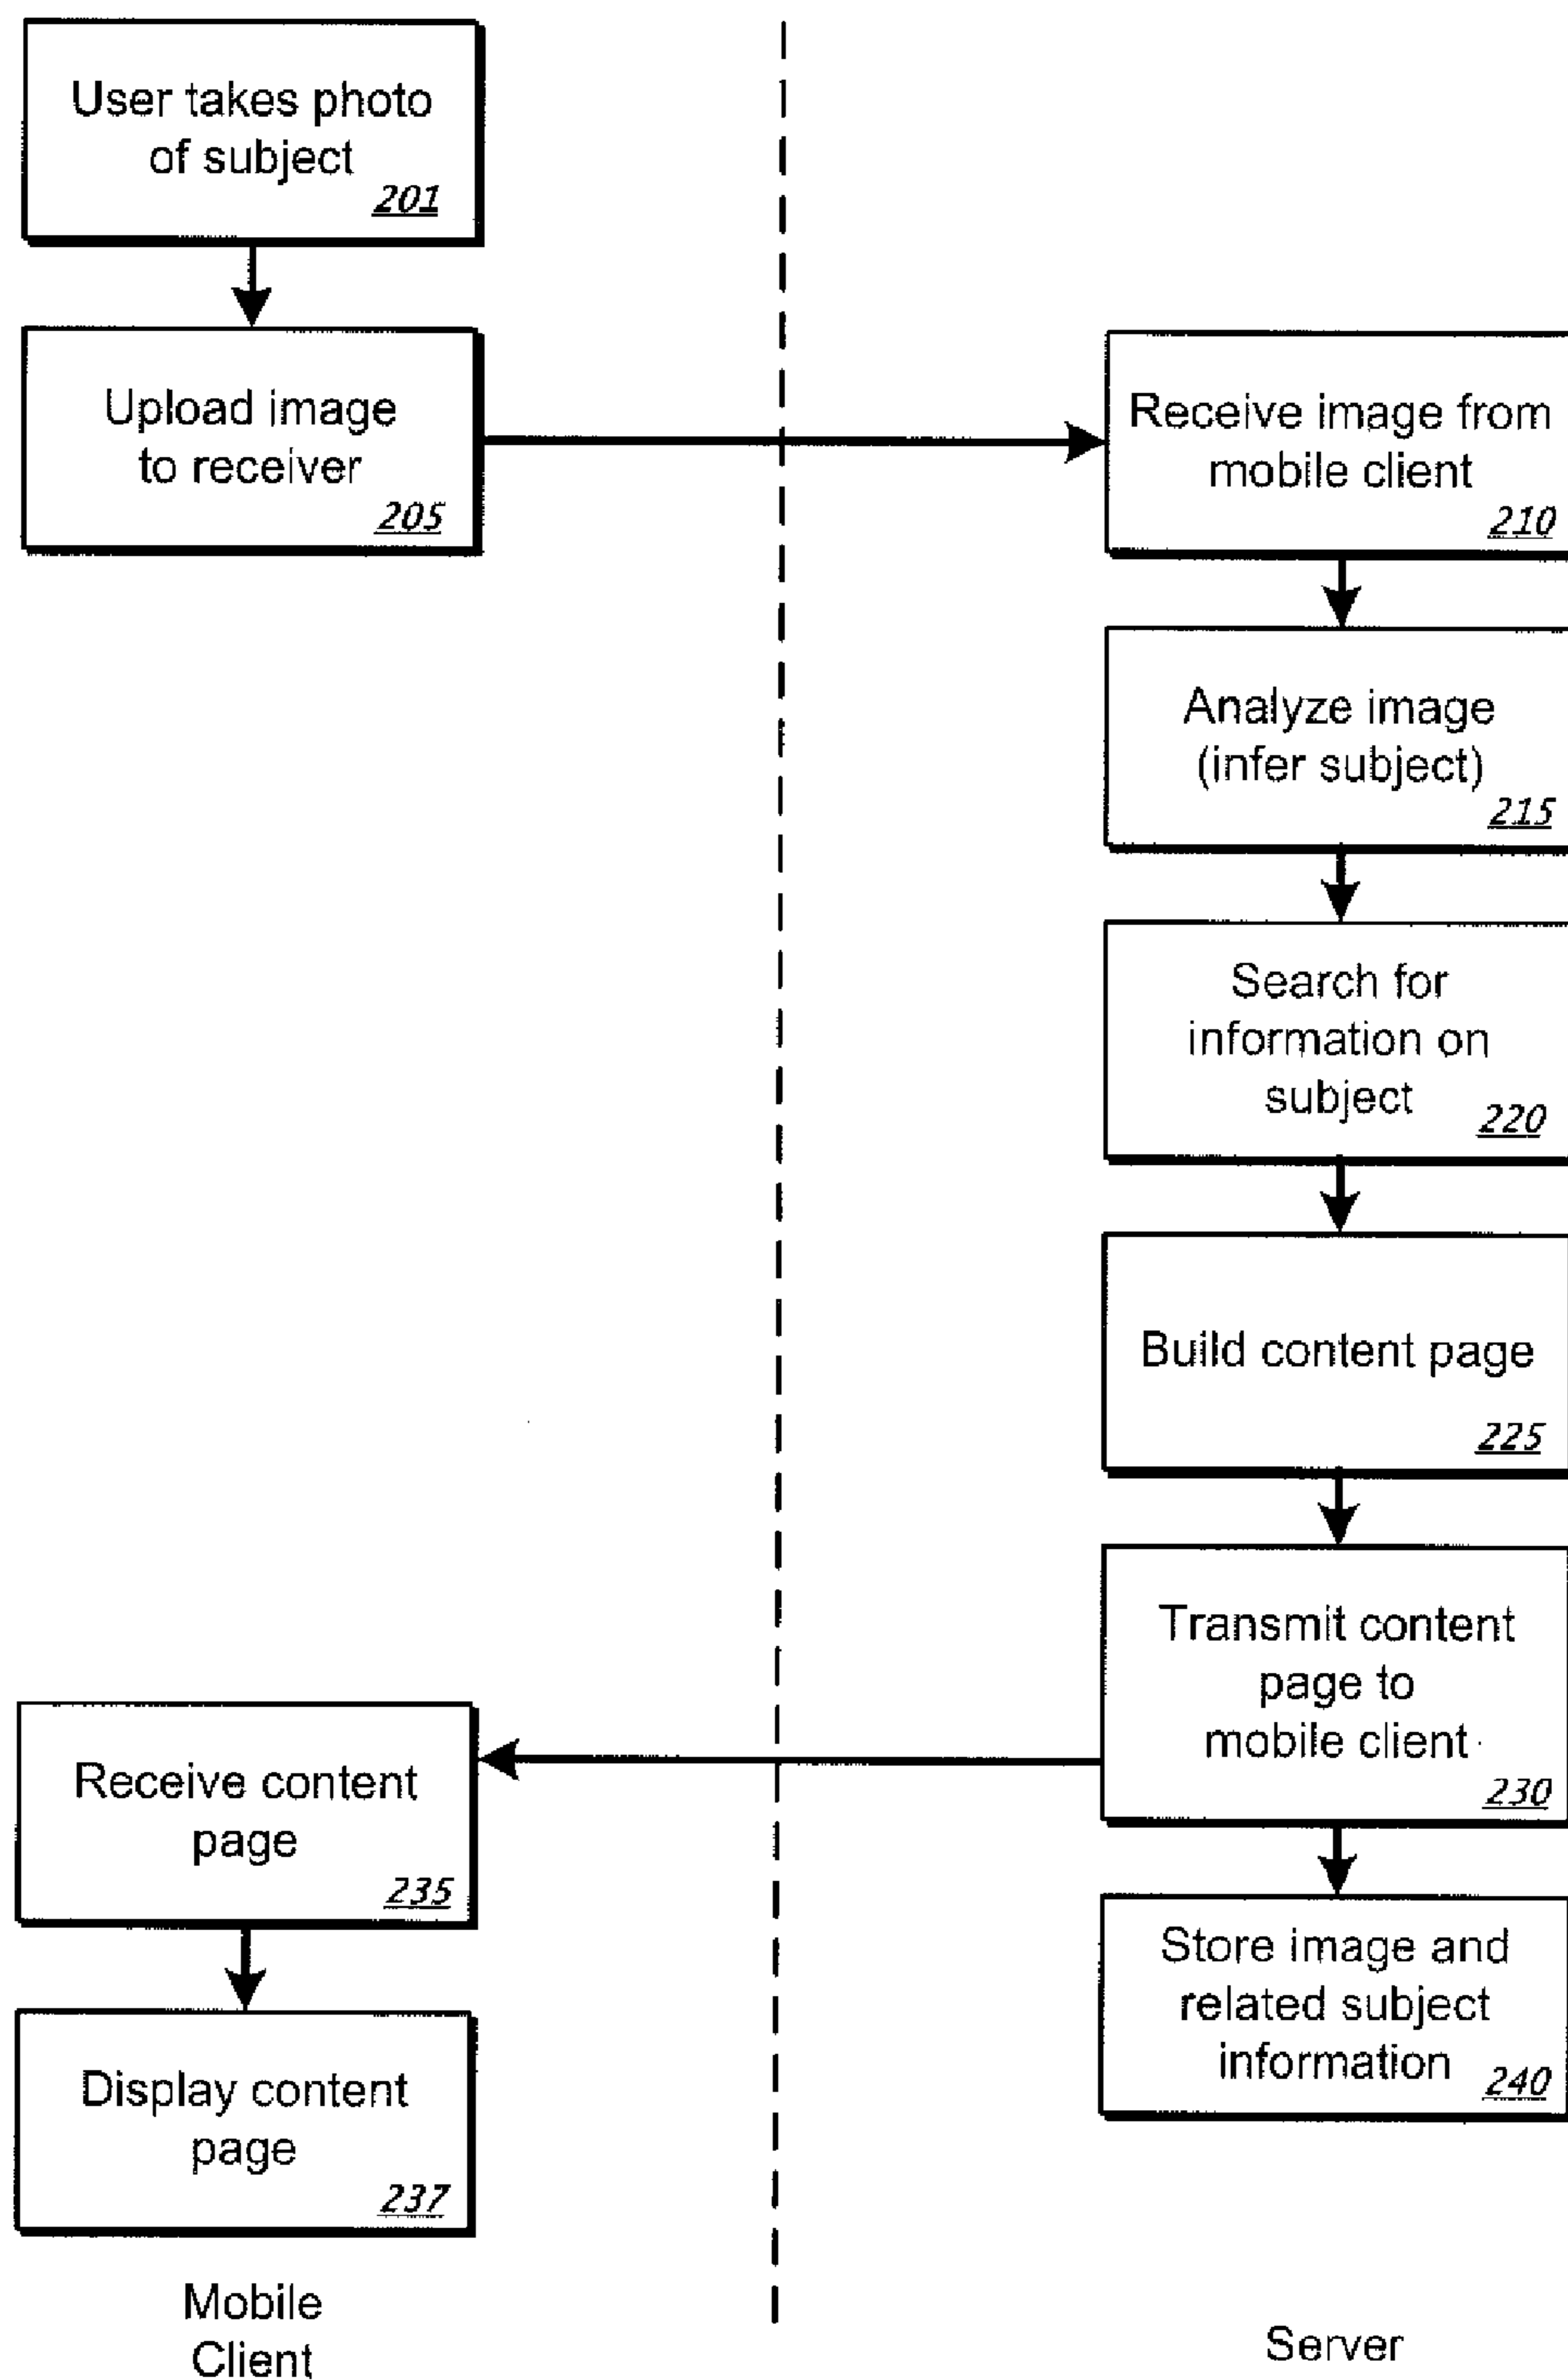 User takes photo
of subject
201
Upload image
to receiver
205
Receive image from
mobile client
210
Analyze image
(infer subject)
215
Search for
information on
subject
220
Build content page
225
Transmit content
page to
mobile client
230
Receive content
page
235
Display content
page
237
Store image and
related subject
information
240
Mobile
Client
Server